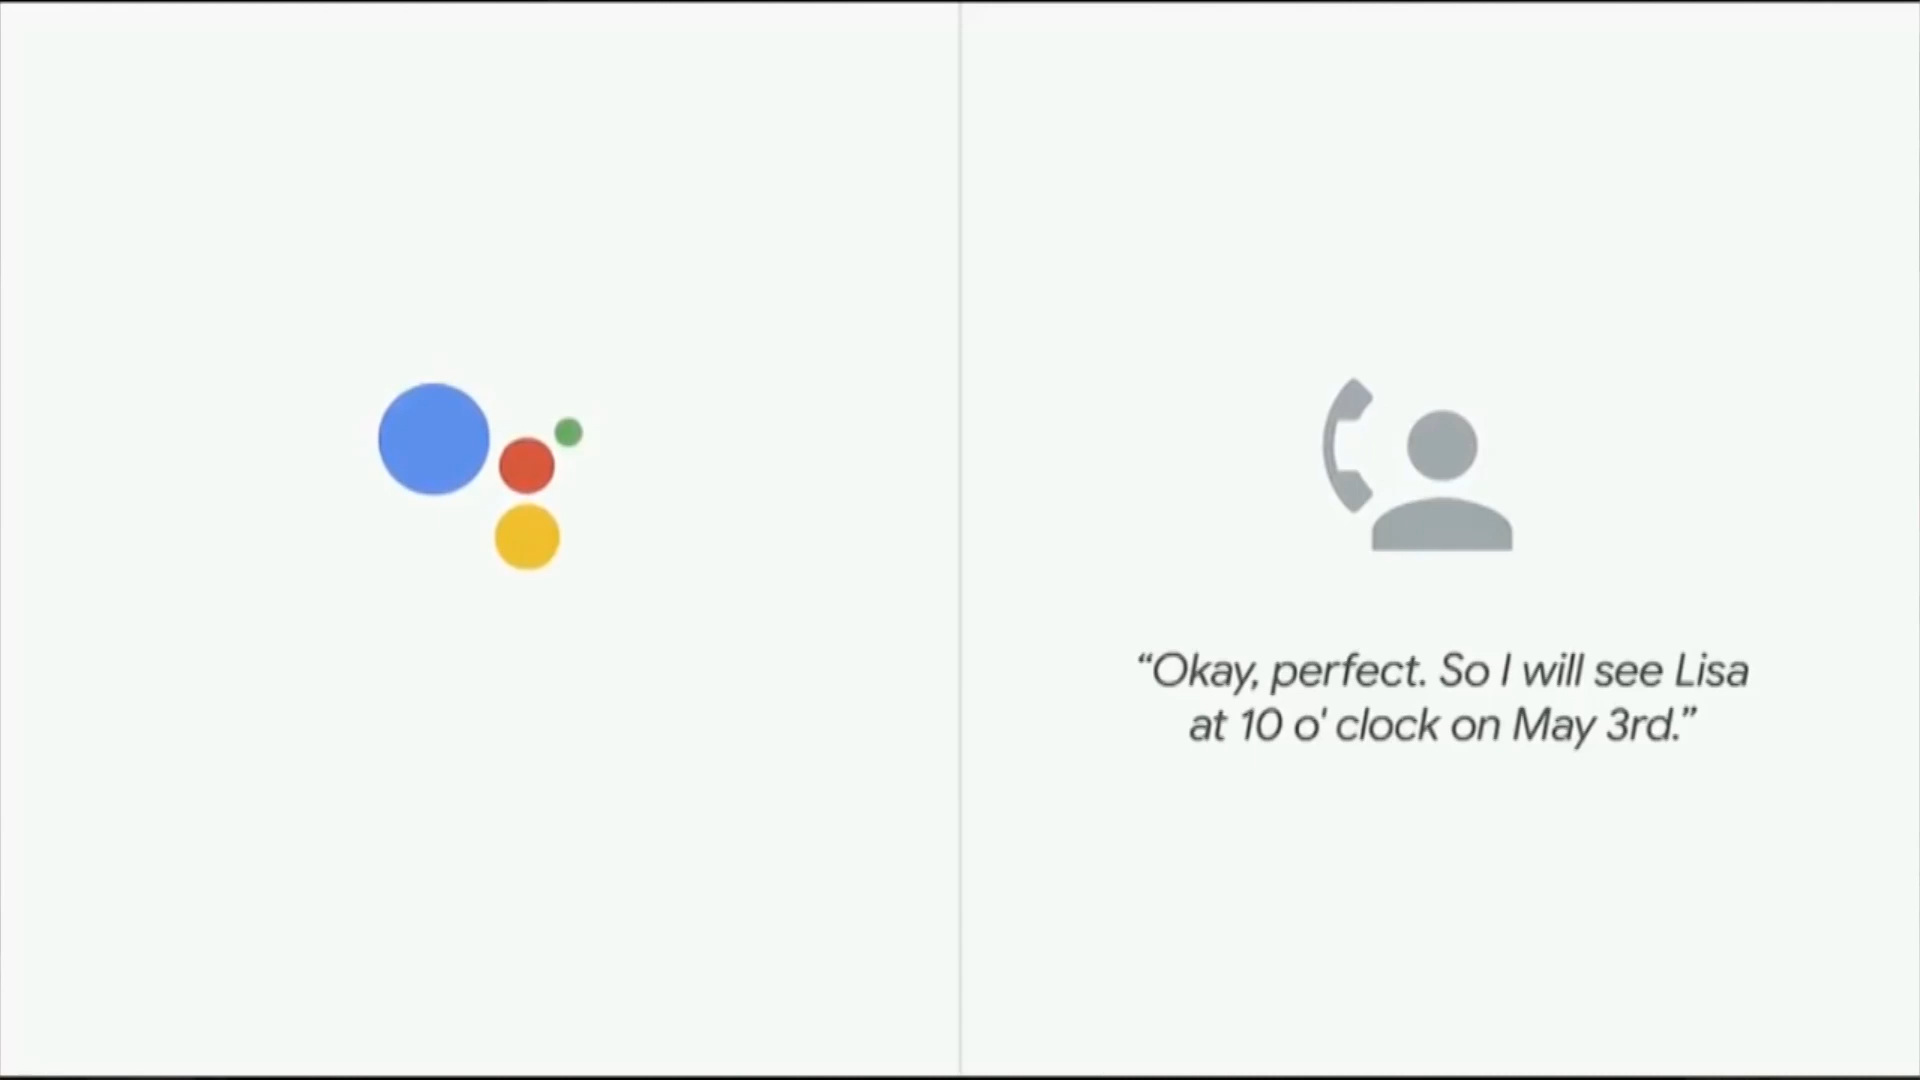 “Okay, perfect. So I will see Lisa
at 10 o' clock on May 3rd.”